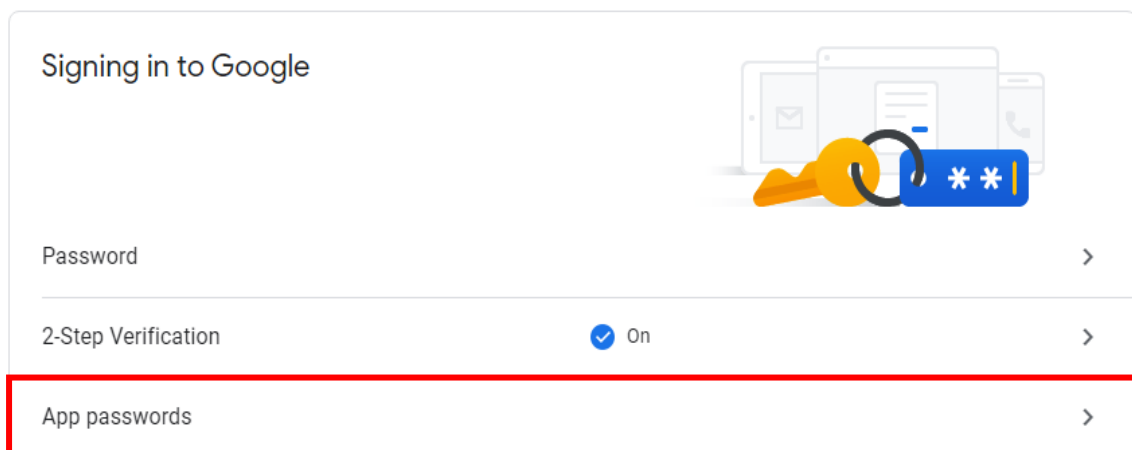 Signing in to Google
**
Password
2-Step Verification On
App passwords